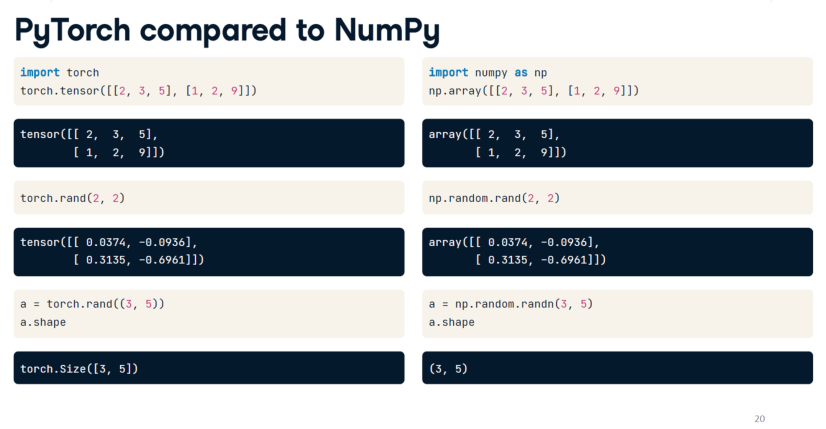 PyTorch compared to NumPy
import torch
torch.tensor([[2, 3, 5], [1, 2, 9]])
tensor([[ 2, 3, 5],
[ 1, 2, 9]])
torch.rand(2, 2)
tensor([[ 0.0374, -0.0936],
[ 0.3135, -0.6961]])
a = torch.rand((3, 5))
a.shape
torch.Size([3, 5])
import numpy as np
np.array([[2, 3, 5], [1, 2, 9]])
array([[ 2, 3, 5],
[ 1, 2, 9]])
np.random.rand(2, 2)
array([[ 0.0374, -0.0936],
[ 0.3135, -0.6961]])
a = np.random.randn(3, 5)
a.shape
(3, 5)
20